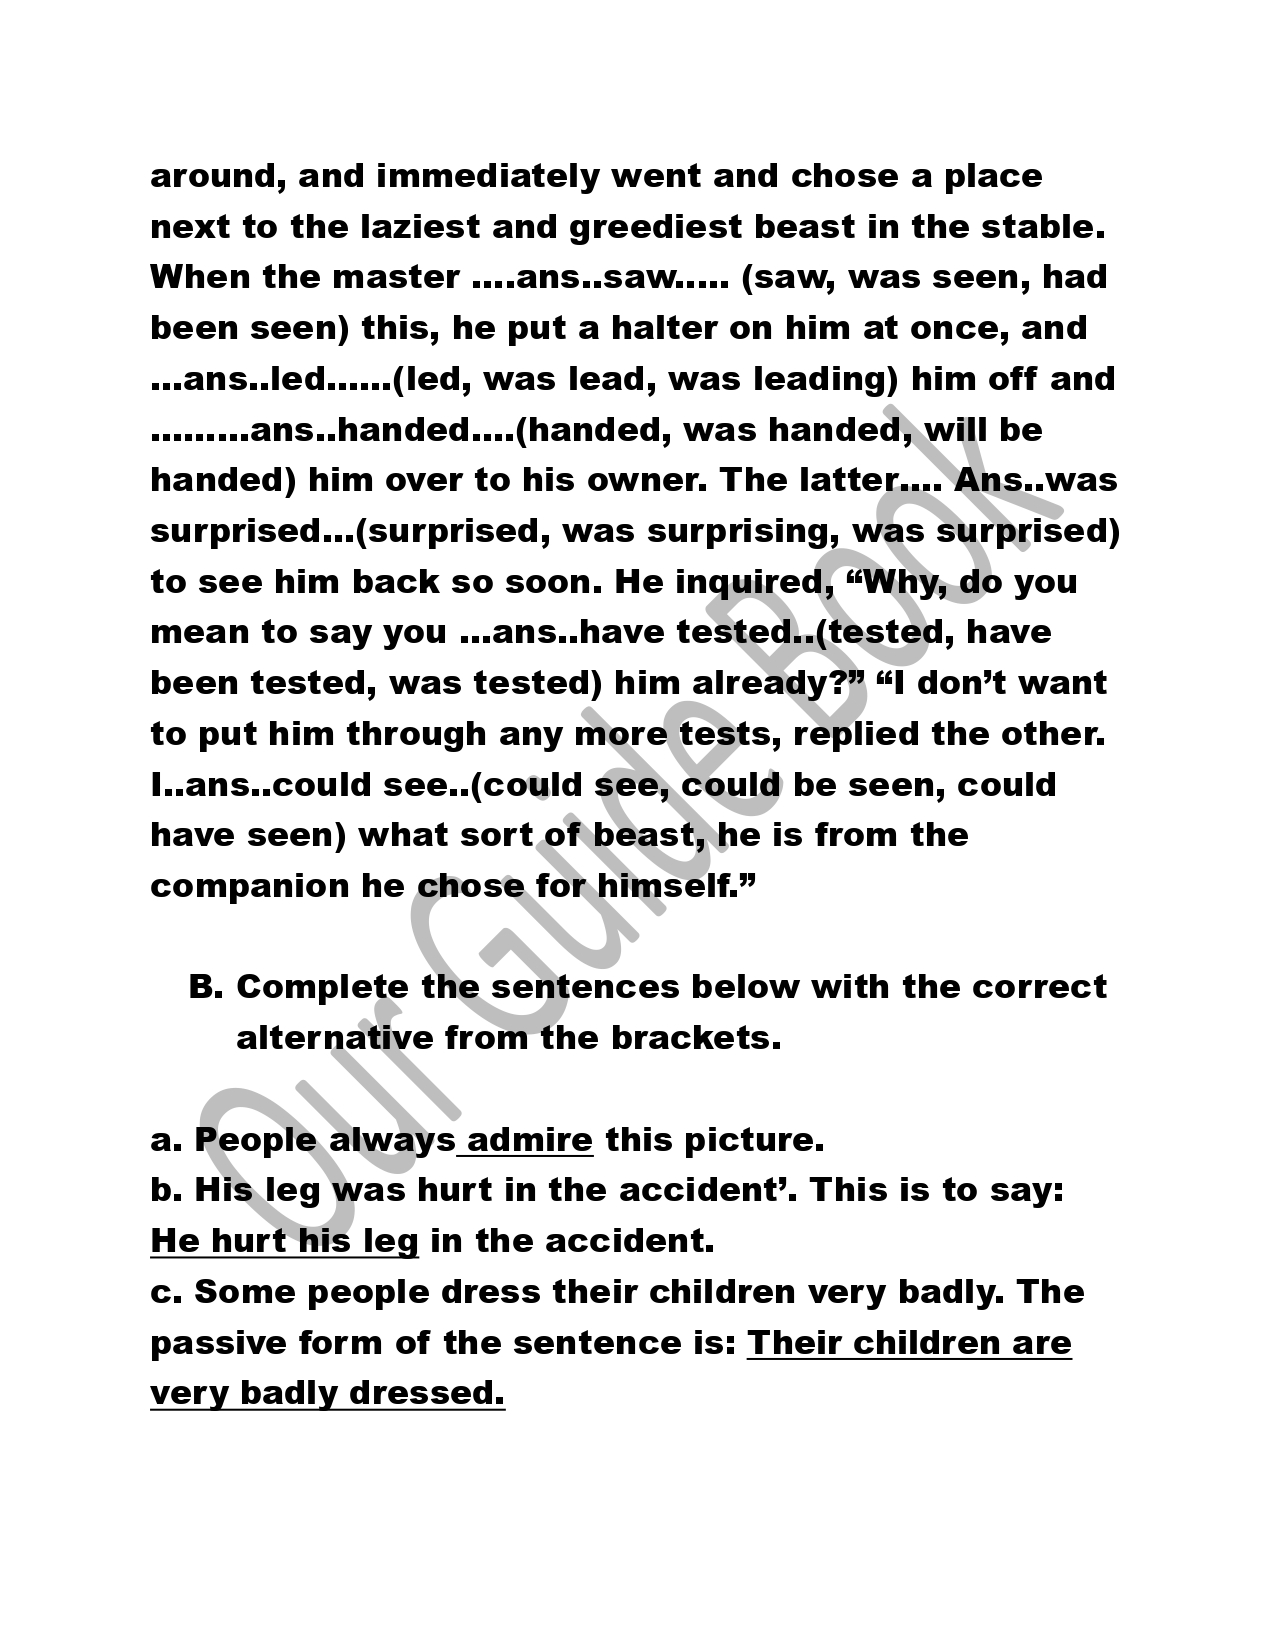 around, and immediately went and chose a place
next to the laziest and greediest beast in the stable.
When the master ....ans..saw..... (saw, was seen, had
been seen) this, he put a halter on him at once, and
...ans..led......(led, was lead, was leading) him off and
.........ans..handed....(handed, was handed, will be
handed) him over to his owner. The latter.... Ans..was
surprised...(surprised, was surprising, was surprised)
to see him back so soon. He inquired, “Why, do you
mean to say you ...ans..have tested..(tested, have
been tested, was tested) him already?” “I don’t want
to put him through any more tests, replied the other.
I..ans..could see..(could see, could be seen, could
have seen) what sort of beast, he is from the
companion he chose for himself.”
B. Complete the sentences below with the correct
alternative from the brackets.
a. People always admire this picture.
b. His leg was hurt in the accident’. This is to say:
He hurt his leg in the accident.
c. Some people dress their children very badly. The
passive form of the sentence is: Their children are
very badly dressed.
Our Guide Book